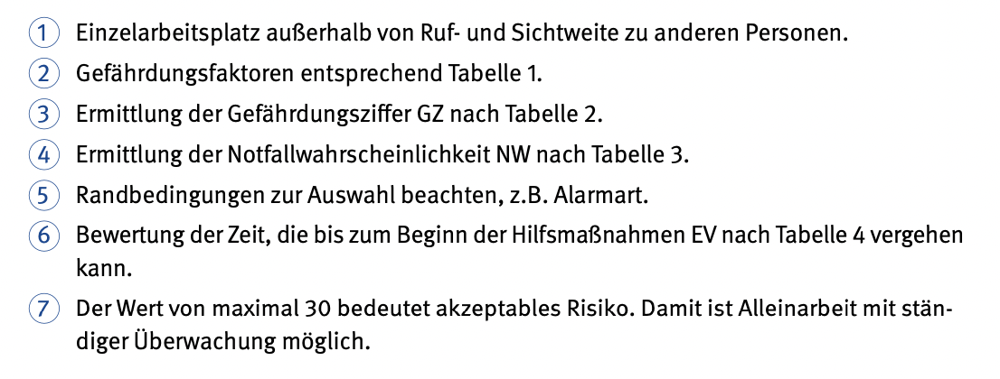 1 Einzelarbeitsplatz außerhalb von Ruf- und Sichtweite zu anderen Personen.
2 Gefährdungsfaktoren entsprechend Tabelle 1.
3 Ermittlung der Gefährdungsziffer GZ nach Tabelle 2.
4 Ermittlung der Notfallwahrscheinlichkeit NW nach Tabelle 3.
5 Randbedingungen zur Auswahl beachten, z.B. Alarmart.
6 Bewertung der Zeit, die bis zum Beginn der Hilfsmaßnahmen EV nach Tabelle 4 vergehen
kann.
7 Der Wert von maximal 30 bedeutet akzeptables Risiko. Damit ist Alleinarbeit mit stän-
diger Überwachung möglich.